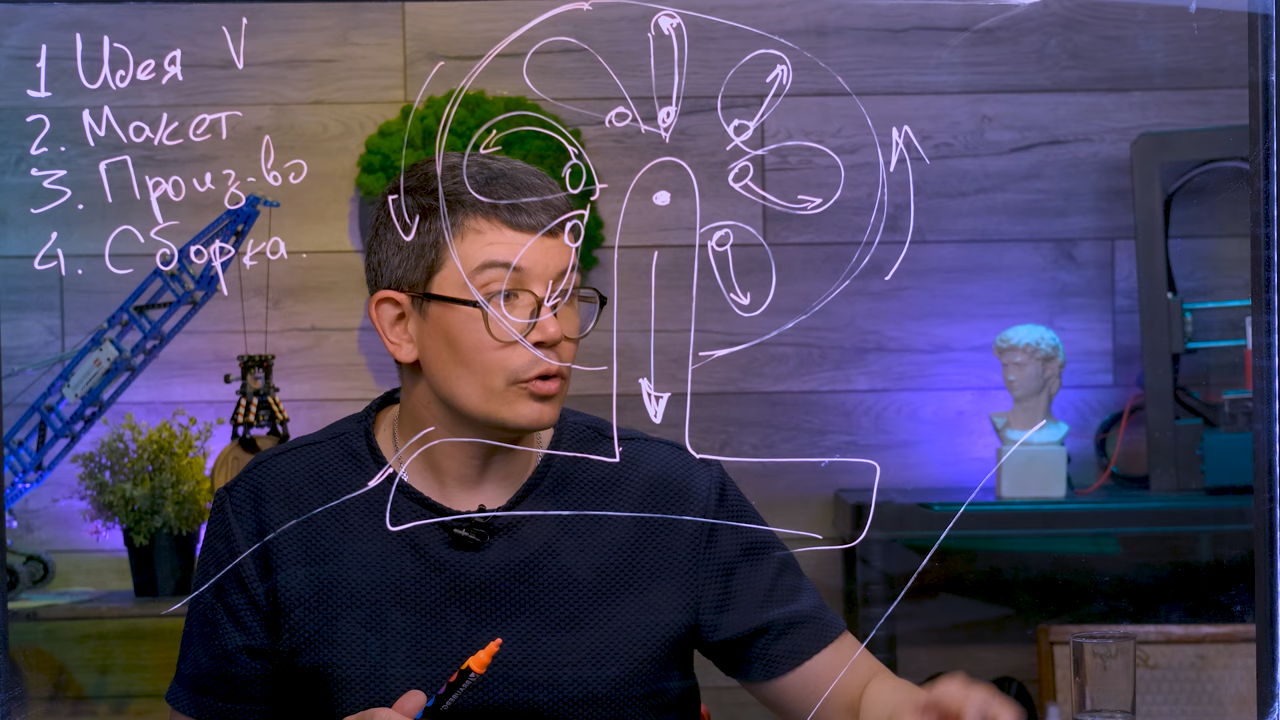 1 Идея V
2. Макет
3. Произ-во
4. Сборка.